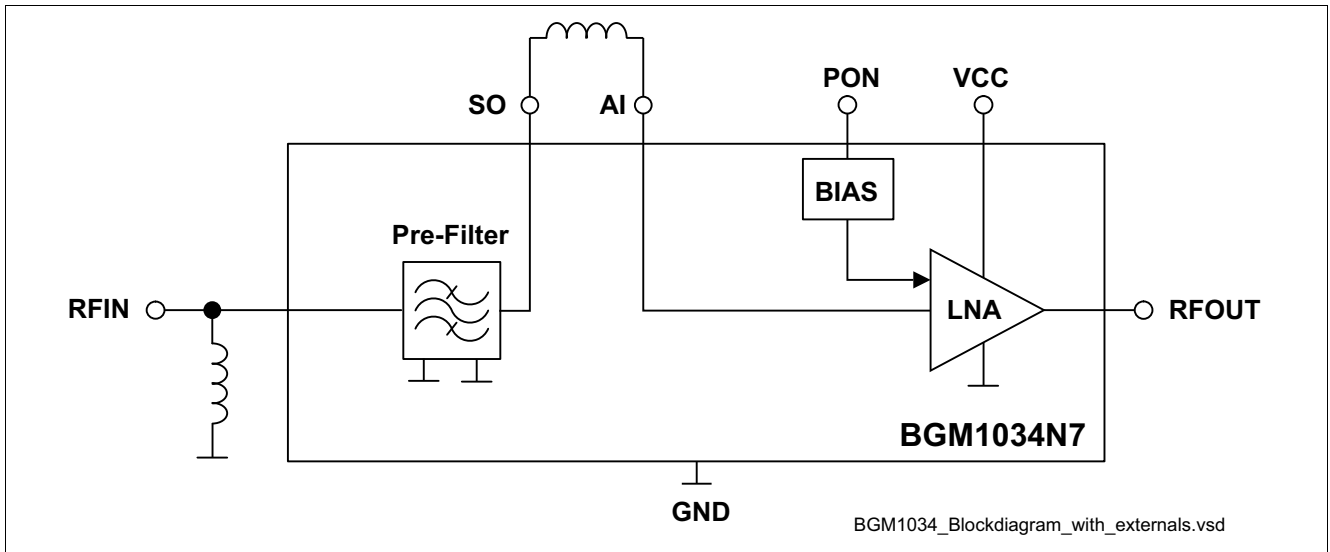 SO
AI
PON
VCC
BIAS
Pre-Filter
RFIN
LNA
RFOUT
BGM1034N7
GND
BGM1034_Blockdiagram_with_externals.vsd